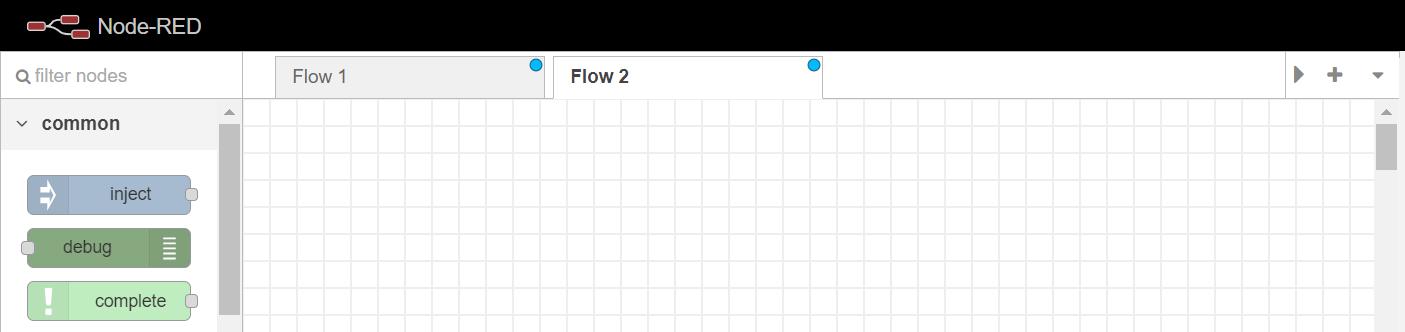 Node-RED
filter nodes
Flow 1
Flow 2
common
inject
debug
complete